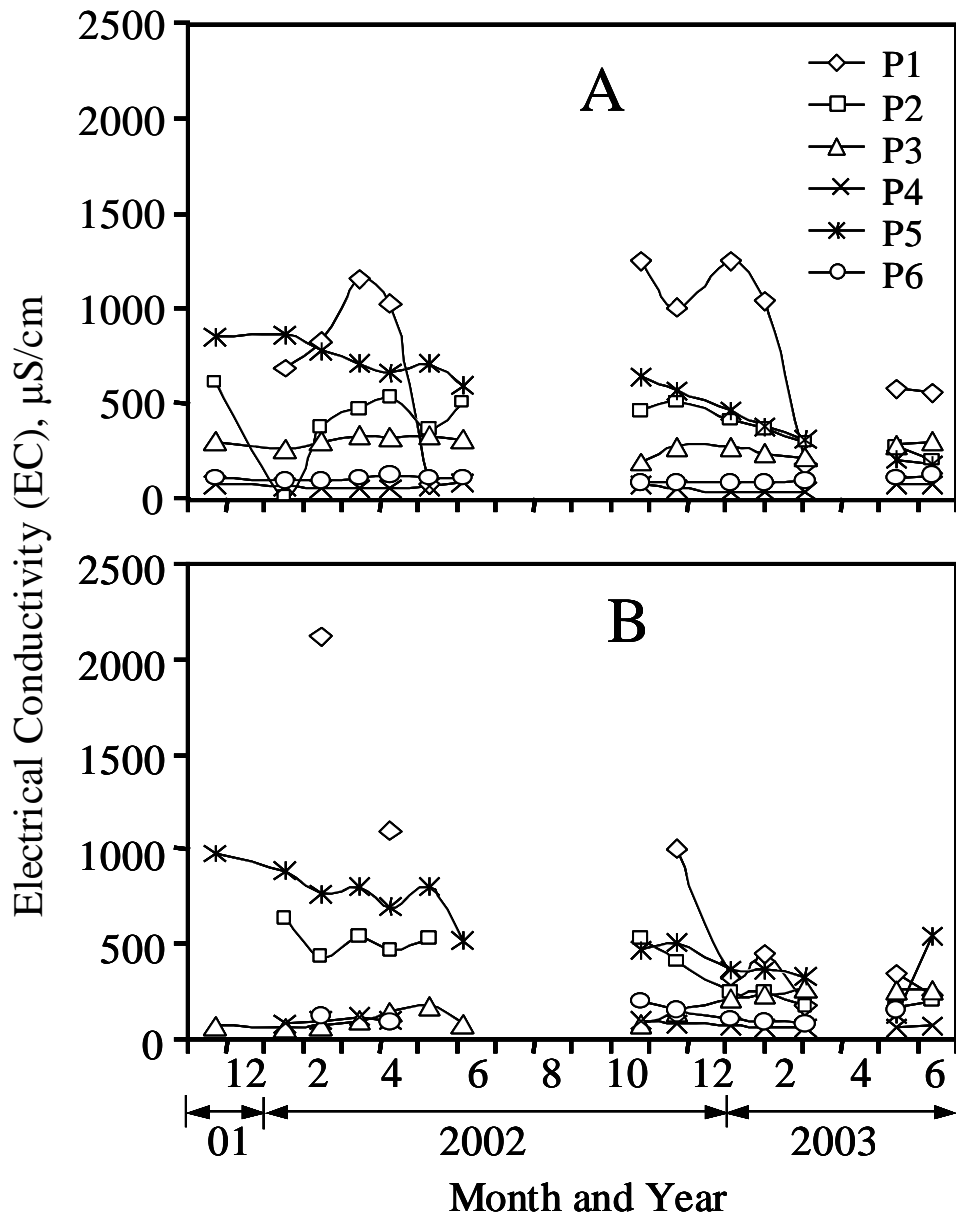 Electrical Conductivity (EC), µS/cm
2500
2000
1500
1000
500
0
A
P1
P2
P3
P4
P5
P6
2500
2000
1500
1000
500
0
B
12 2 4 6 8 10 12 2 4 6
01 2002 2003
Month and Year